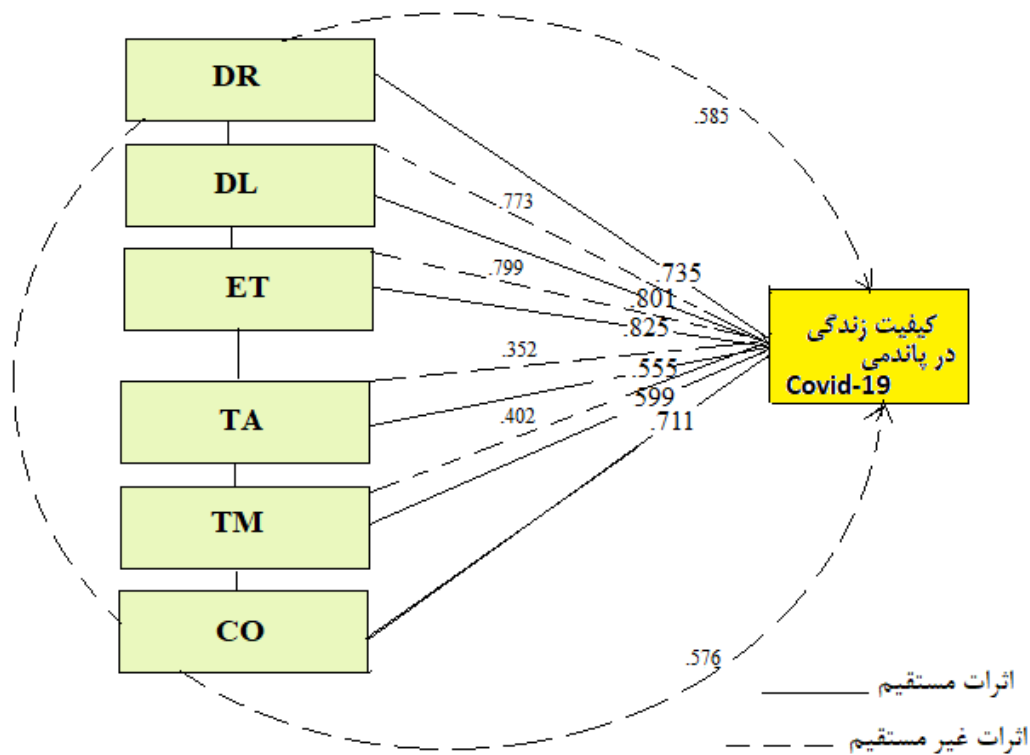 DR
DL
ET
TA
TM
CO
.585
.773
.799
.352
.402
.576
.735
.801
.825
.555
.599
.711
کیفیت زندگی
در پاندمی
Covid-19
اثرات مستقیم
اثرات غیر مستقیم